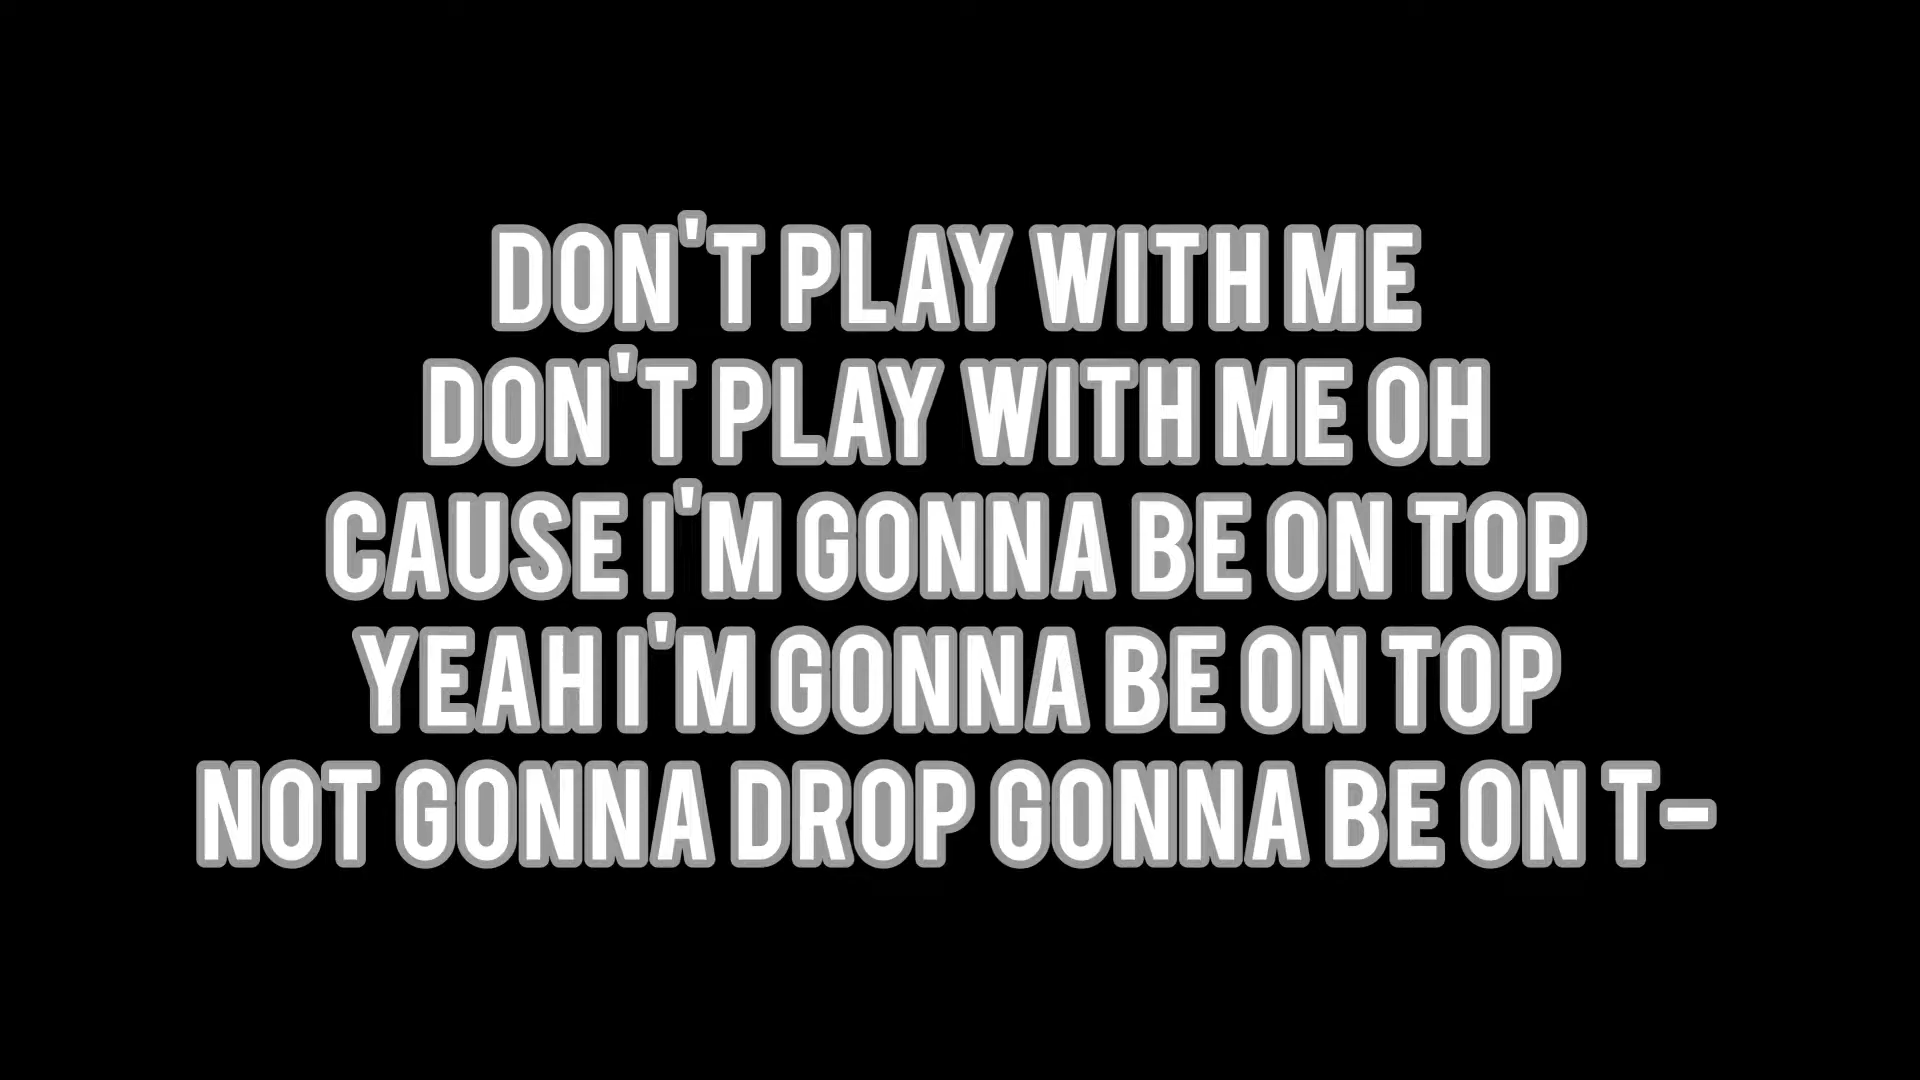 DON'T PLAY WITH ME
DON'T PLAY WITH ME OH
CAUSE I'M GONNA BE ON TOP
YEAH I'M GONNA BE ON TOP
NOT GONNA DROP GONNA BE ON T-